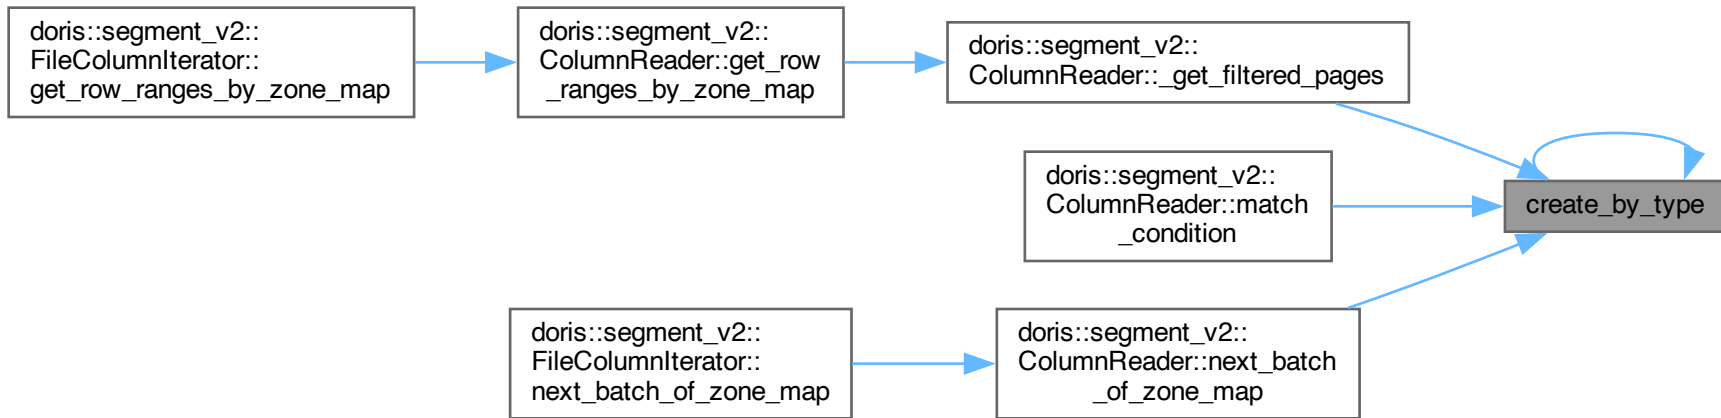 doris::segment_v2::
FileColumnIterator::
get_row_ranges_by_zone_map
doris::segment_v2::
ColumnReader::get_row
_ranges_by_zone_map
doris::segment_v2::
ColumnReader::_get_filtered_pages
doris::segment_v2::
ColumnReader::match
_condition
create_by_type
doris::segment_v2::
FileColumnIterator::
next_batch_of_zone_map
doris::segment_v2::
ColumnReader::next_batch
_of_zone_map